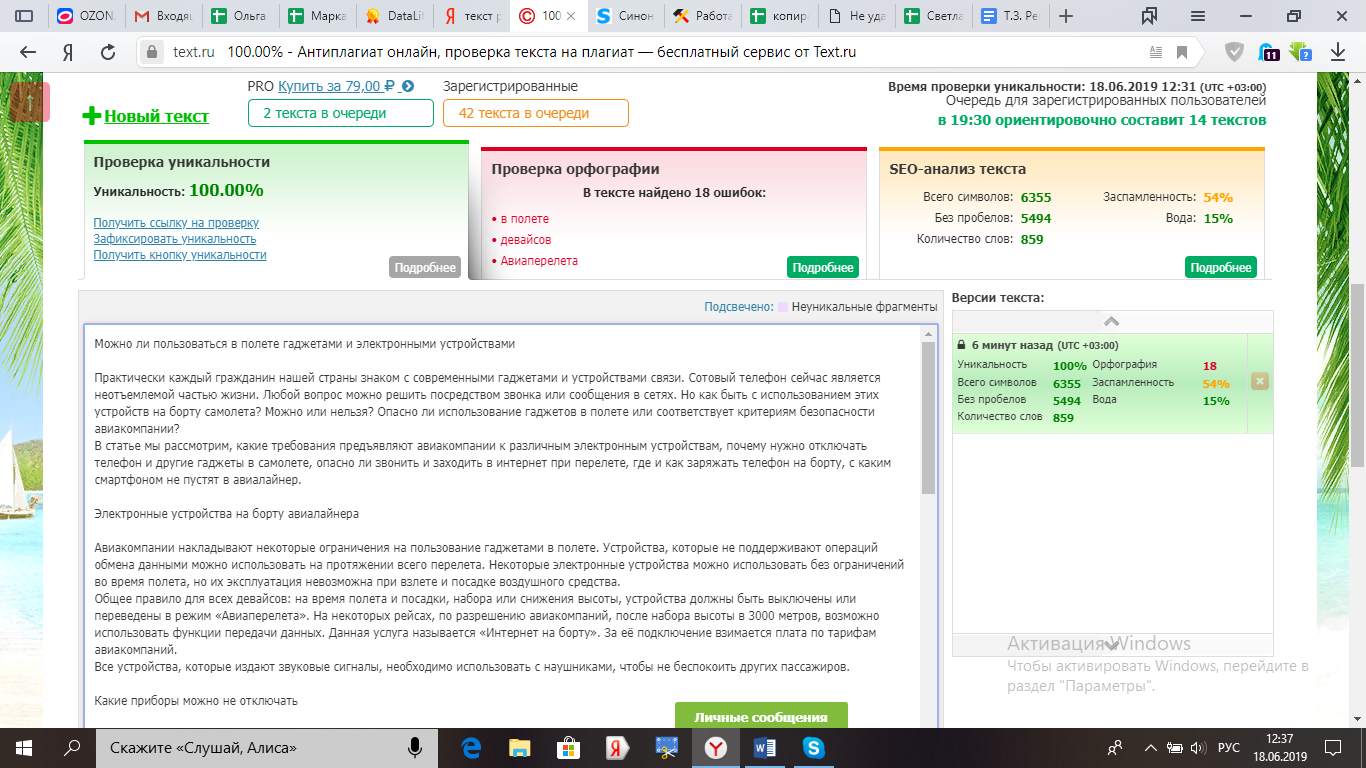 OZON.
Входящ
Ольга
Марка
DataLif
текст р
100
Синон
Работа
копира
Не уда
Светла
Т.З. Ре
text.ru 100.00% - Антиплагиат онлайн, проверка текста на плагиат — бесплатный сервис от Text.ru
11
PRO Купить за 79,00 ₽
Зарегистрированные
Время проверки уникальности: 18.06.2019 12:31 (UTC +03:00)
Новый текст
2 текста в очереди
42 текста в очереди
Очередь для зарегистрированных пользователей
в 19:30 ориентировочно составит 14 текстов
Проверка уникальности
Уникальность: 100.00%
Получить ссылку на проверку
Зафиксировать уникальность
Получить кнопку уникальности
Подробнее
Проверка орфографии
В тексте найдено 18 ошибок:
• в полете
• девайсов
• Авиаперелета
Подробнее
SEO-анализ текста
Всего символов: 6355 Заспамленность: 54%
Без пробелов: 5494 Вода: 15%
Количество слов: 859
Подробнее
Подсвечено: Неуникальные фрагменты
Можно ли пользоваться в полете гаджетами и электронными устройствами
Практически каждый гражданин нашей страны знаком с современными гаджетами и устройствами связи. Сотовый телефон сейчас является
неотъемлемой частью жизни. Любой вопрос можно решить посредством звонка или сообщения в сетях. Но как быть с использованием этих
устройств на борту самолета? Можно или нельзя? Опасно ли использование гаджетов в полете или соответствует критериям безопасности
авиакомпании?
В статье мы рассмотрим, какие требования предъявляют авиакомпании к различным электронным устройствам, почему нужно отключать
телефон и другие гаджеты в самолете, опасно ли звонить и заходить в интернет при перелете, где и как заряжать телефон на борту, с каким
смартфоном не пустят в авиалайнер.
Электронные устройства на борту авиалайнера
Авиакомпании накладывают некоторые ограничения на пользование гаджетами в полете. Устройства, которые не поддерживают операций
обмена данными можно использовать на протяжении всего перелета. Некоторые электронные устройства можно использовать без ограничений
во время полета, но их эксплуатация невозможна при взлете и посадке воздушного средства.
Общее правило для всех девайсов: на время полета и посадки, набора или снижения высоты, устройства должны быть выключены или
переведены в режим «Авиаперелета». На некоторых рейсах, по разрешению авиакомпаний, после набора высоты в 3000 метров, возможно
использовать функции передачи данных. Данная услуга называется «Интернет на борту». За её подключение взимается плата по тарифам
авиакомпаний.
Все устройства, которые издают звуковые сигналы, необходимо использовать с наушниками, чтобы не беспокоить других пассажиров.
Какие приборы можно не отключать
Версии текста:
6 минут назад (UTC +03:00)
Уникальность 100% Орфография 18
Всего символов 6355 Заспамленность 54%
Без пробелов 5494 Вода 15%
Количество слов 859
Активация Windows
Чтобы активировать Windows, перейдите в
раздел "Параметры".
Личные сообщения
Скажите «Слушай, Алиса»
РУС
12:37
18.06.2019